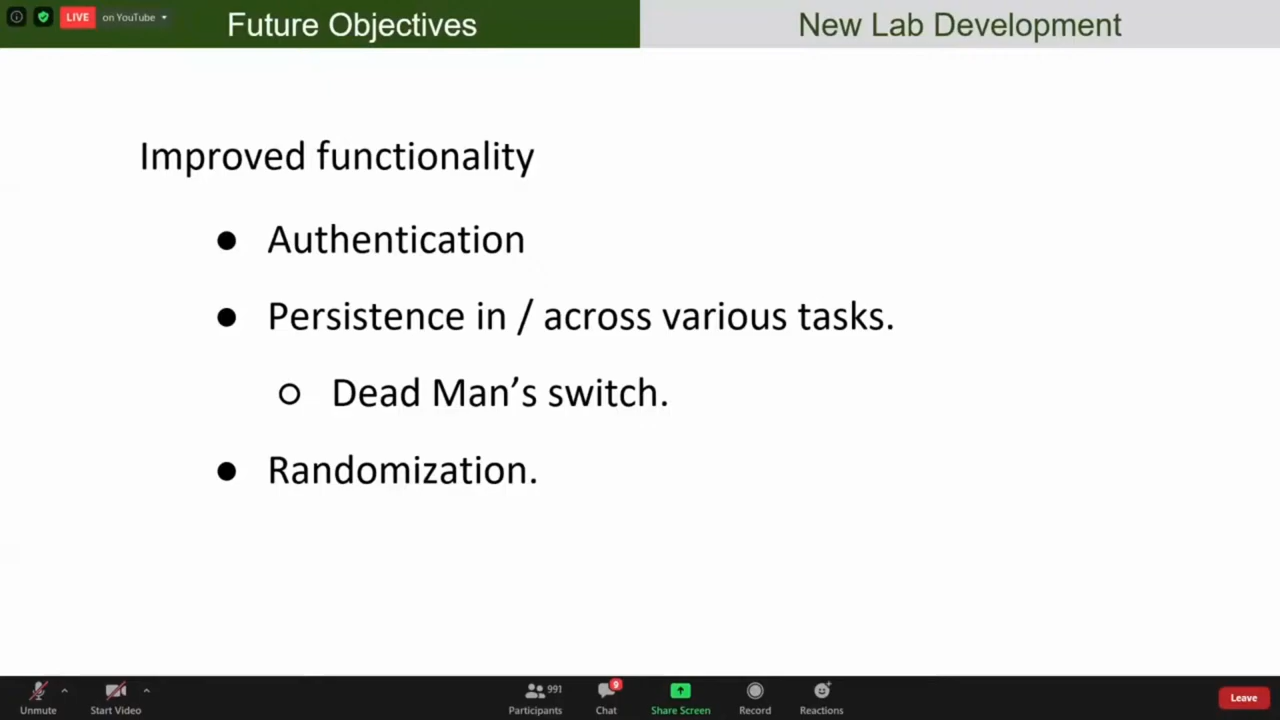 LIVE on YouTube
Future Objectives
New Lab Development
Improved functionality
● Authentication
● Persistence in / across various tasks.
○ Dead Man’s switch.
● Randomization.
Unmute
Start Video
991
Participants
9
Chat
Share Screen
Record
Reactions
Leave